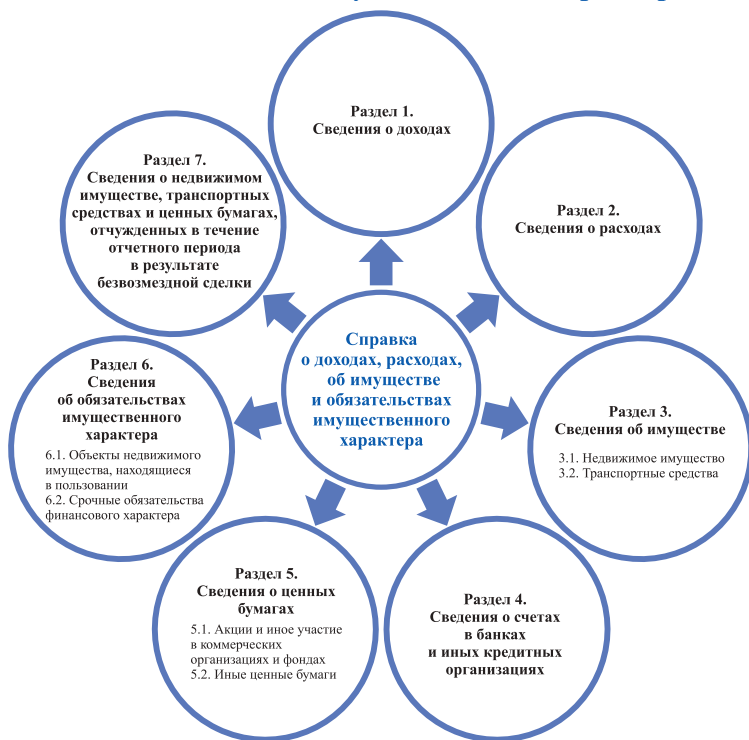 Раздел 1.
Сведения о доходах
Раздел 2.
Сведения о расходах
Раздел 3.
Сведения об имуществе
3.1. Недвижимое имущество
3.2. Транспортные средства
Раздел 4.
Сведения о счетах
в банках
и иных кредитных
организациях
Раздел 5.
Сведения о ценных
бумагах
5.1. Акции и иное участие
в коммерческих
организациях и фондах
5.2. Иные ценные бумаги
Раздел 6.
Сведения
об обязательствах
имущественного
характера
6.1. Объекты недвижимого
имущества, находящиеся
в пользовании
6.2. Срочные обязательства
финансового характера
Раздел 7.
Сведения о недвижимом
имуществе, транспортных
средствах и ценных бумагах,
отчужденных в течение
отчетного периода
в результате
безвозмездной сделки
Справка
о доходах, расходах,
об имуществе
и обязательствах
имущественного
характера